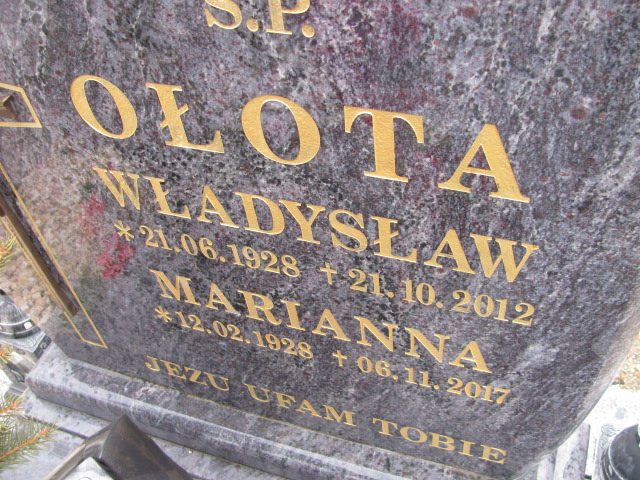 Ś.P.
OŁOTA
WŁADYSŁAW
*21.06.1928 +21.10.2012
MARIANNA
*12.02.1928 +06.11.2017
JEZU UFAM TOBIE